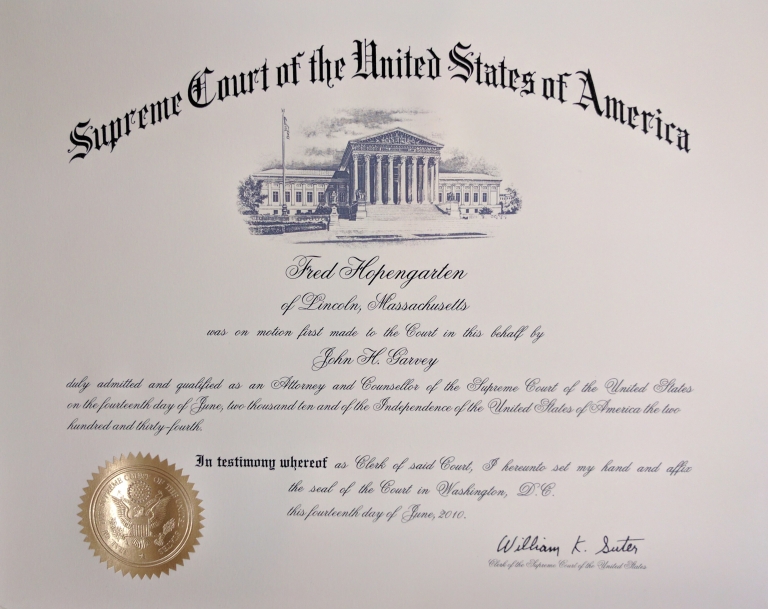 Supreme Court of the United States of America
Fred Hopengarten
of Lincoln, Massachusetts
was on motion first made to the Court in this behalf by
John H. Garvey
duly admitted and qualified as an Attorney and Counsellor of the Supreme Court of the United States
on the fourteenth day of June, two thousand ten and of the Independence of the United States of America the two
hundred and thirty-fourth.
In testimony whereof as Clerk of said Court, I hereunto set my hand and affix
the seal of the Court in Washington, D.C.
this fourteenth day of June, 2010.
William K. Suter
Clerk of the Supreme Court of the United States